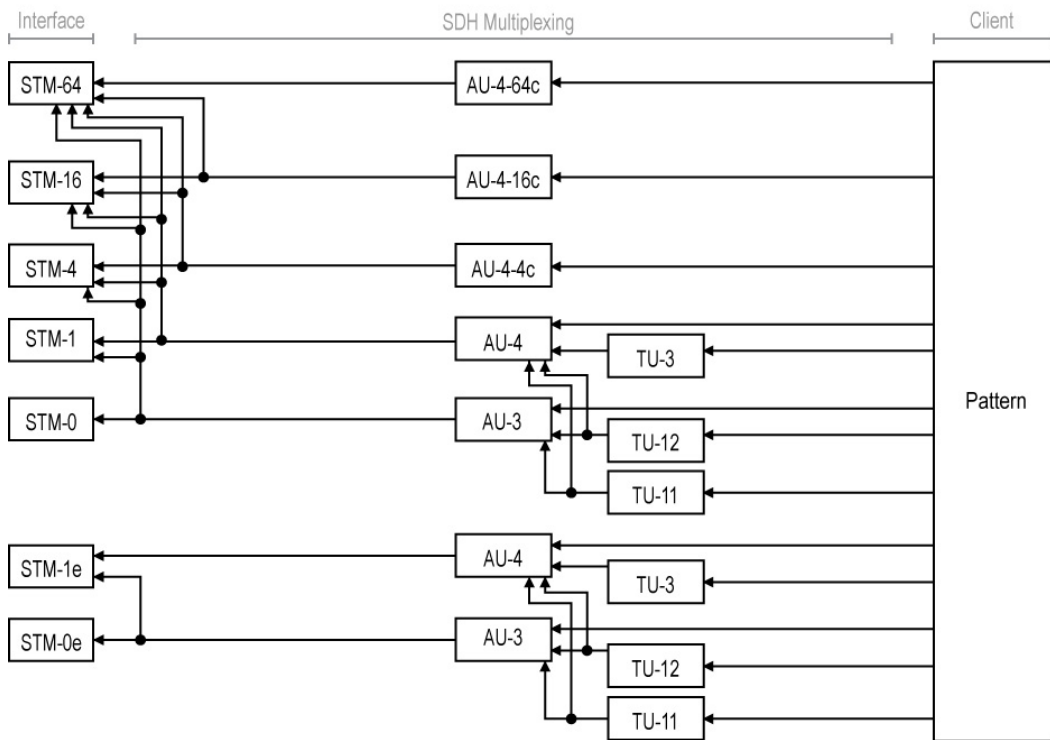 Interface SDH Multiplexing Client
STM-64 AU-4-64c
STM-16 AU-4-16c
STM-4 AU-4-4c
STM-1 AU-4
TU-3
Pattern
STM-0 AU-3
TU-12
TU-11
STM-1e AU-4
TU-3
STM-0e AU-3
TU-12
TU-11